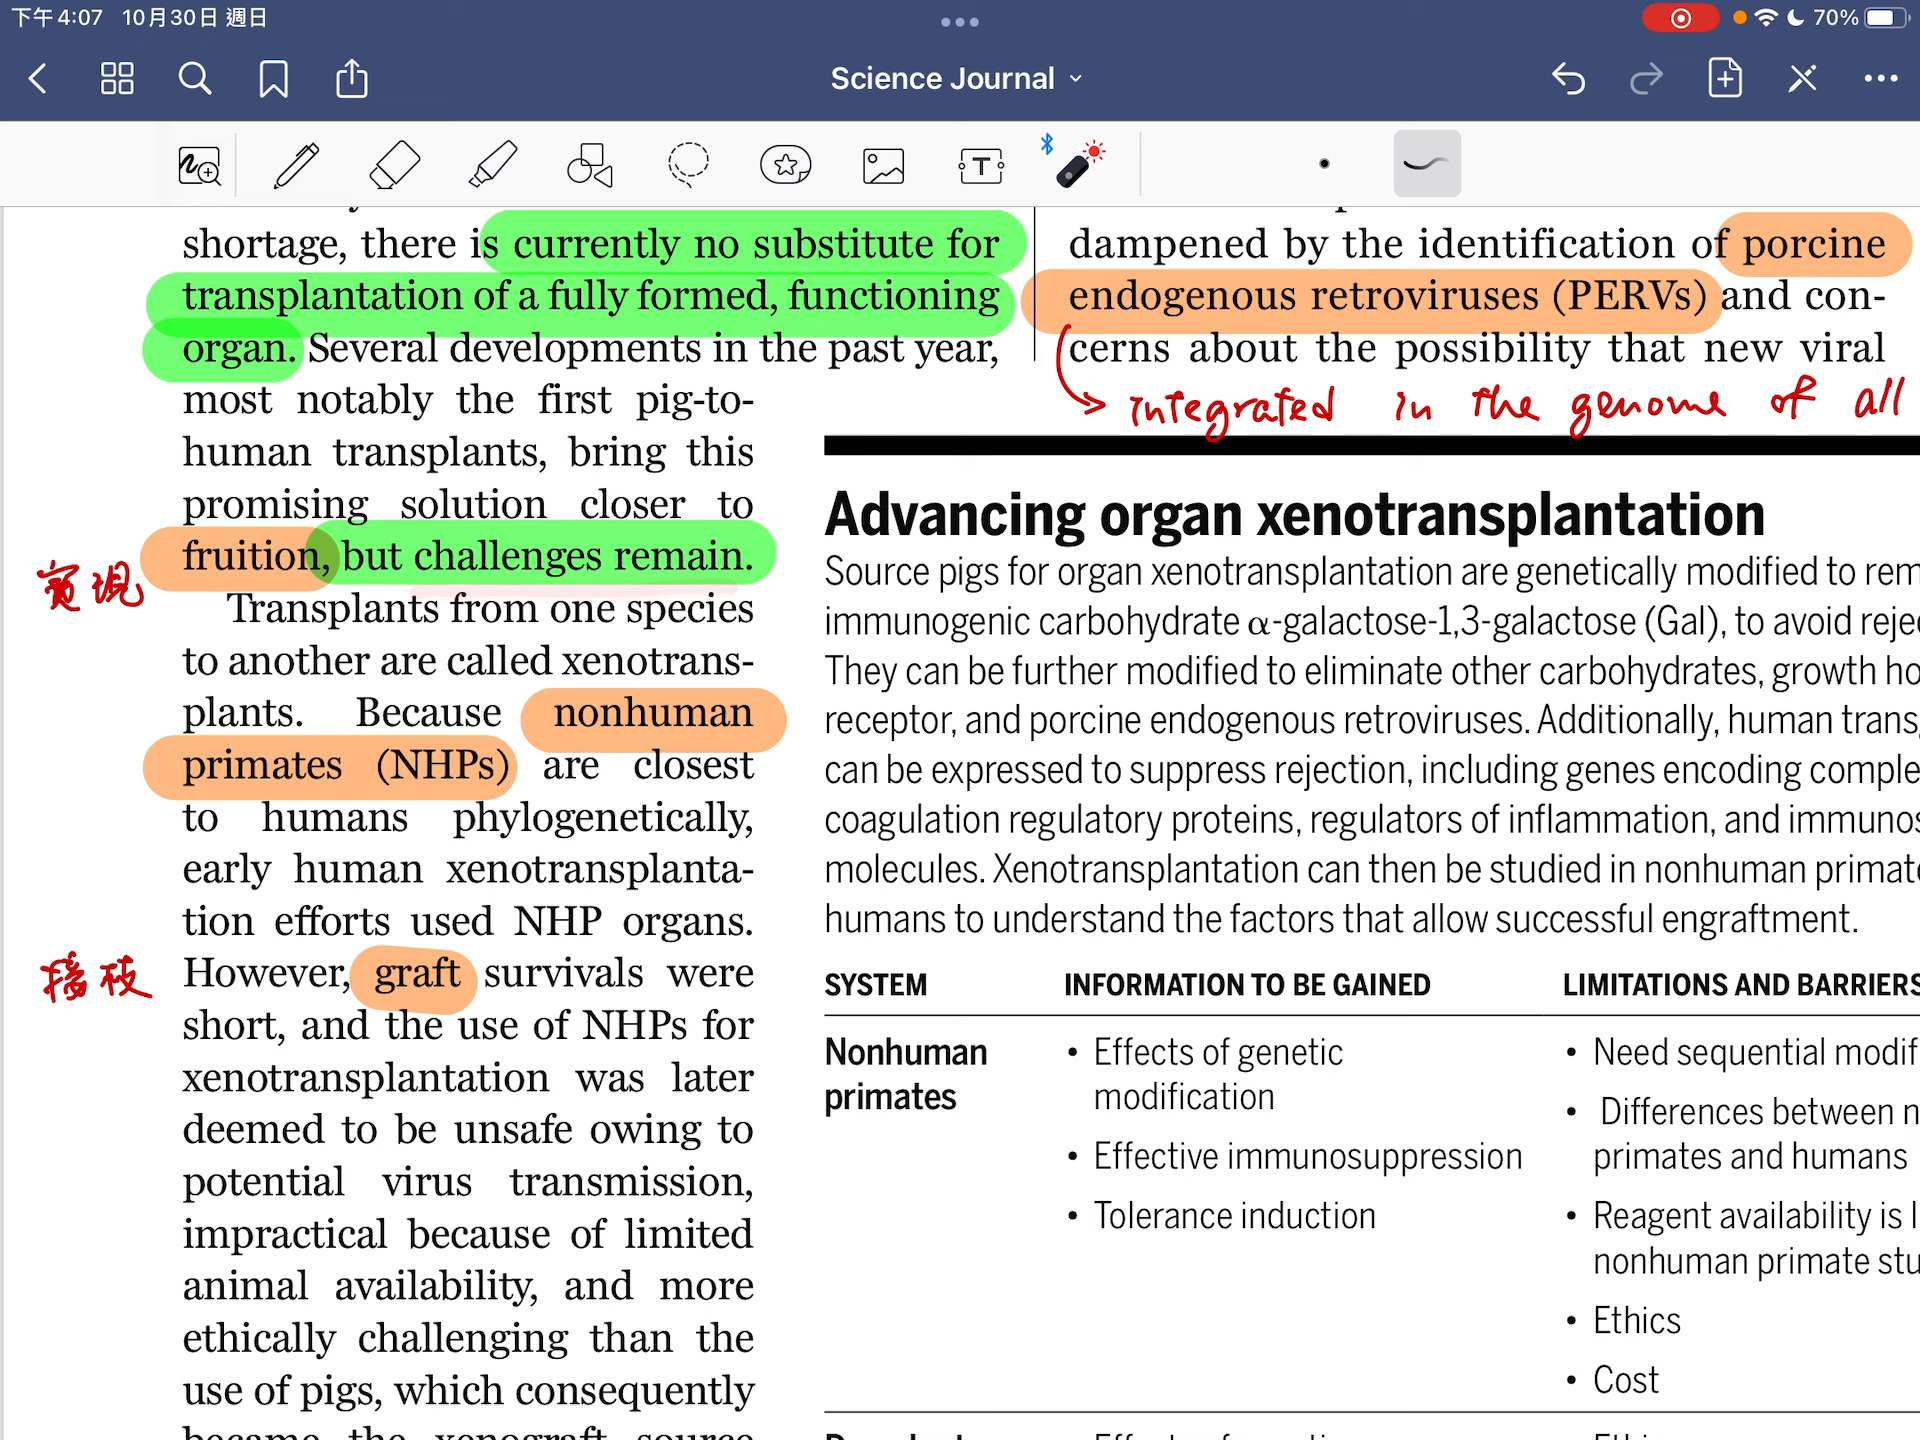 下午4:07 10月30日 週日
70%
Science Journal
T
shortage, there is currently no substitute for
transplantation of a fully formed, functioning
organ. Several developments in the past year,
most notably the first pig-to-
human transplants, bring this
promising solution closer to
fruition, but challenges remain.
實現
Transplants from one species
to another are called xenotrans-
plants. Because nonhuman
primates (NHPs) are closest
to humans phylogenetically,
early human xenotransplanta-
tion efforts used NHP organs.
接枝
However, graft survivals were
short, and the use of NHPs for
xenotransplantation was later
deemed to be unsafe owing to
potential virus transmission,
impractical because of limited
animal availability, and more
ethically challenging than the
use of pigs, which consequently
became the xenograft source
dampened by the identification of porcine
endogenous retroviruses (PERVs) and con-
cerns about the possibility that new viral
integrated in the genome of all
Advancing organ xenotransplantation
Source pigs for organ xenotransplantation are genetically modified to rem
immunogenic carbohydrate α-galactose-1,3-galactose (Gal), to avoid reje
They can be further modified to eliminate other carbohydrates, growth ho
receptor, and porcine endogenous retroviruses. Additionally, human trans
can be expressed to suppress rejection, including genes encoding comple
coagulation regulatory proteins, regulators of inflammation, and immunos
molecules. Xenotransplantation can then be studied in nonhuman primat
humans to understand the factors that allow successful engraftment.
SYSTEM INFORMATION TO BE GAINED LIMITATIONS AND BARRIERS
Nonhuman
primates
• Effects of genetic
modification
• Effective immunosuppression
• Tolerance induction
• Need sequential modif
• Differences between n
primates and humans
• Reagent availability is l
nonhuman primate stu
• Ethics
• Cost